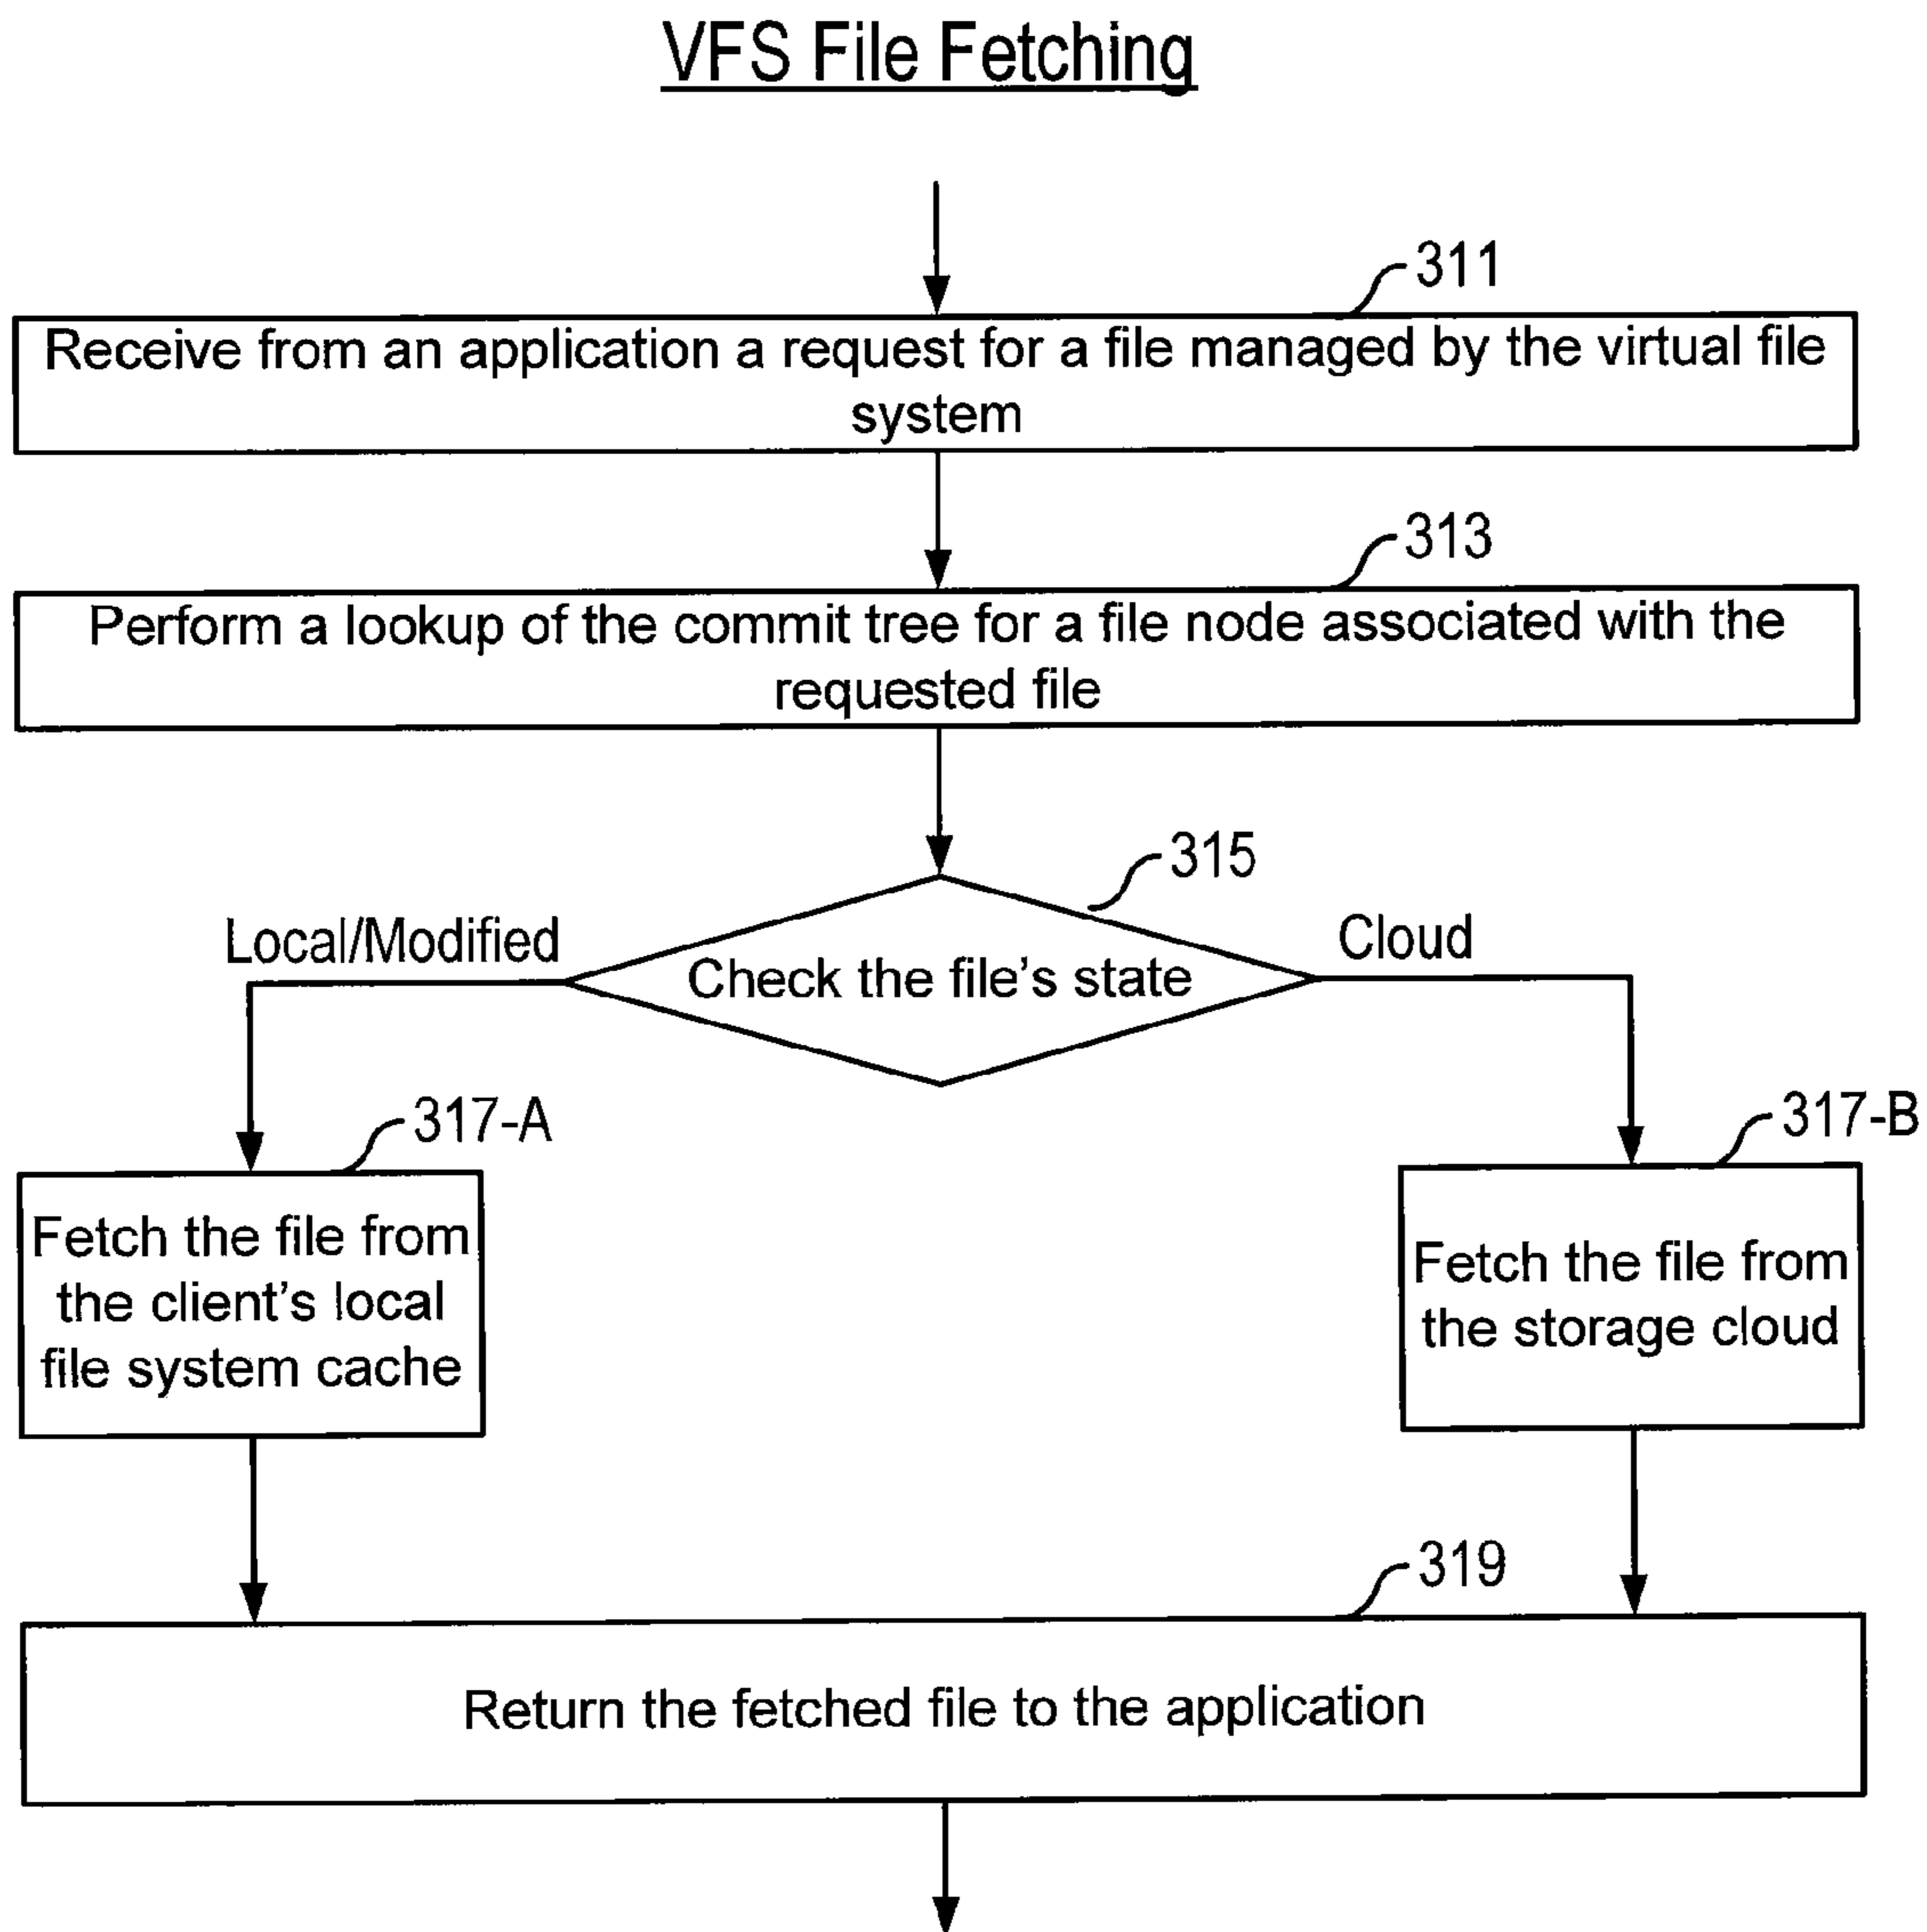 VFS File Fetching
311
Receive from an application a request for a file managed by the virtual file
system
313
Perform a lookup of the commit tree for a file node associated with the
requested file
315
Local/Modified
Cloud
Check the file's state
317-A
317-B
Fetch the file from
the client's local
file system cache
Fetch the file from
the storage cloud
319
Return the fetched file to the application